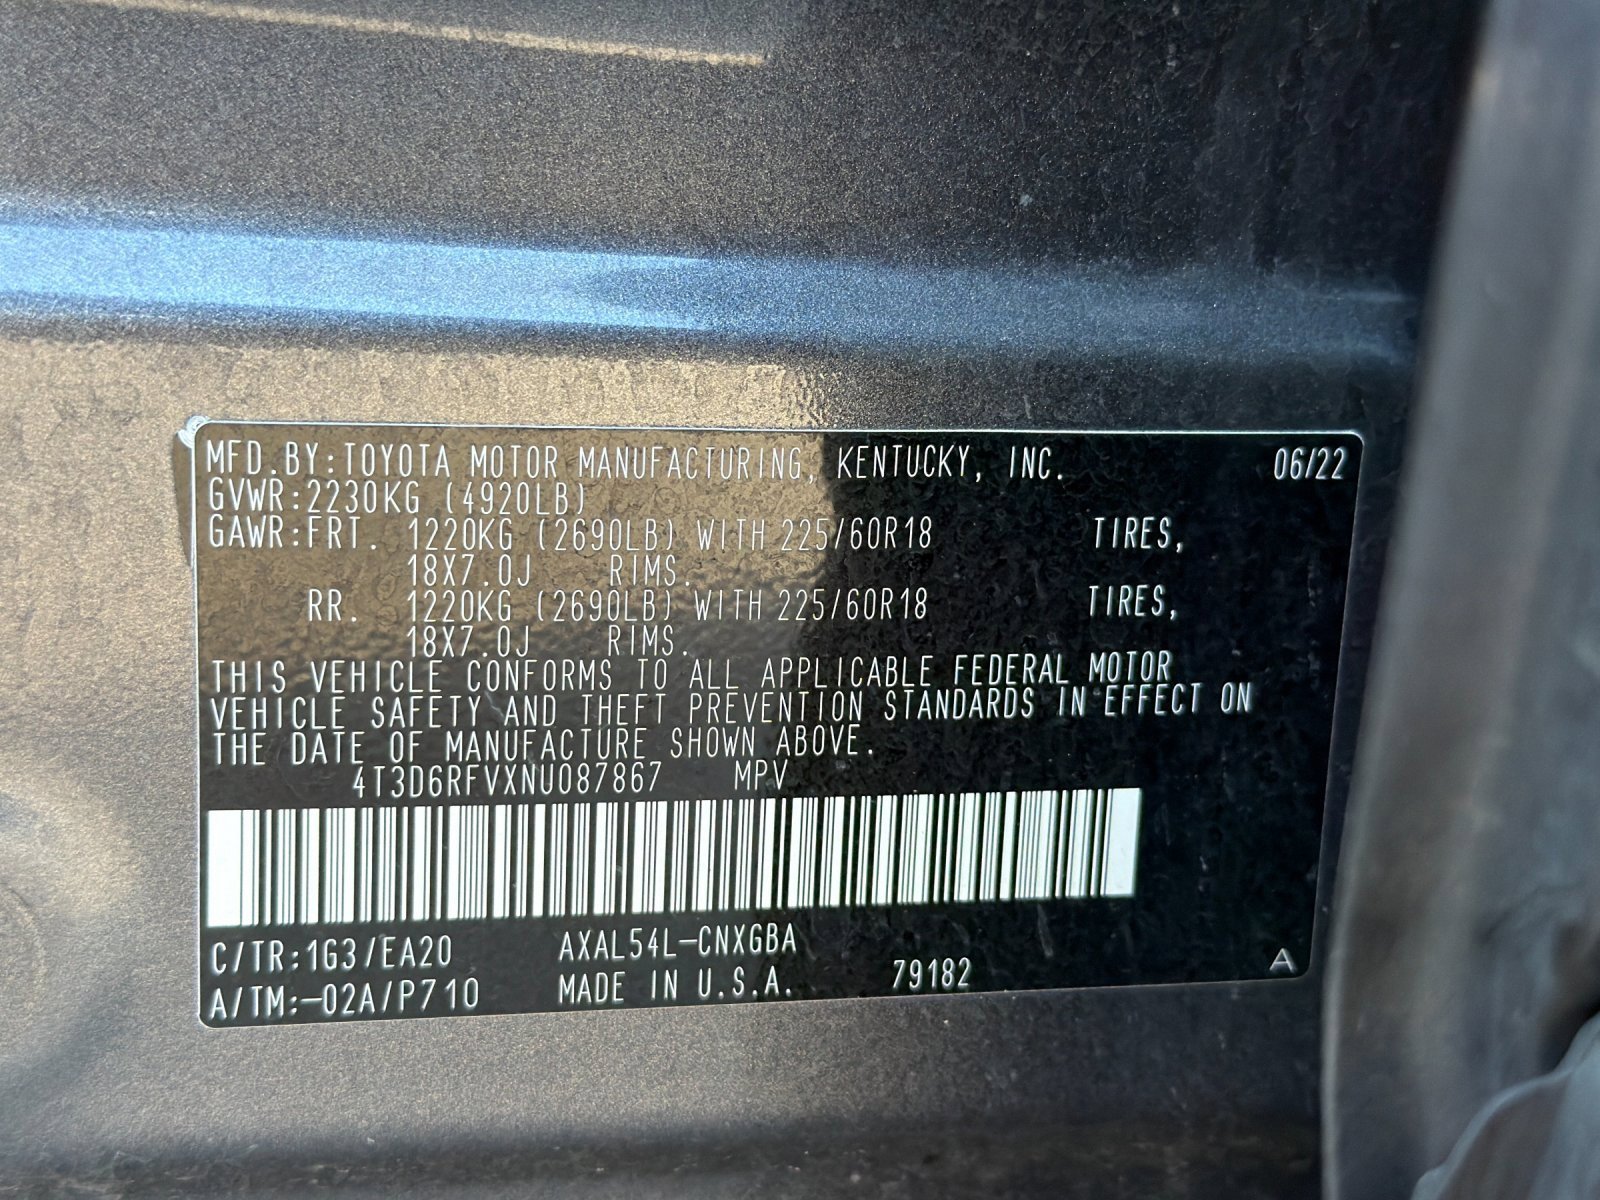 MFD.BY:TOYOTA MOTOR MANUFACTURING, KENTUCKY, INC. 06/22
GVWR:2230KG (4920LB)
GAWR:FRT. 1220KG (2690LB) WITH 225/60R18 TIRES,
18X7.0J RIMS.
RR. 1220KG (2690LB) WITH 225/60R18 TIRES,
18X7.0J RIMS.
THIS VEHICLE CONFORMS TO ALL APPLICABLE FEDERAL MOTOR
VEHICLE SAFETY AND THEFT PREVENTION STANDARDS IN EFFECT ON
THE DATE OF MANUFACTURE SHOWN ABOVE.
4T3D6RFVXNU087867 MPV
C/TR:1G3/EA20 AXAL54L-CNXGBA
A/TM:-02A/P710 MADE IN U.S.A. 79182 A